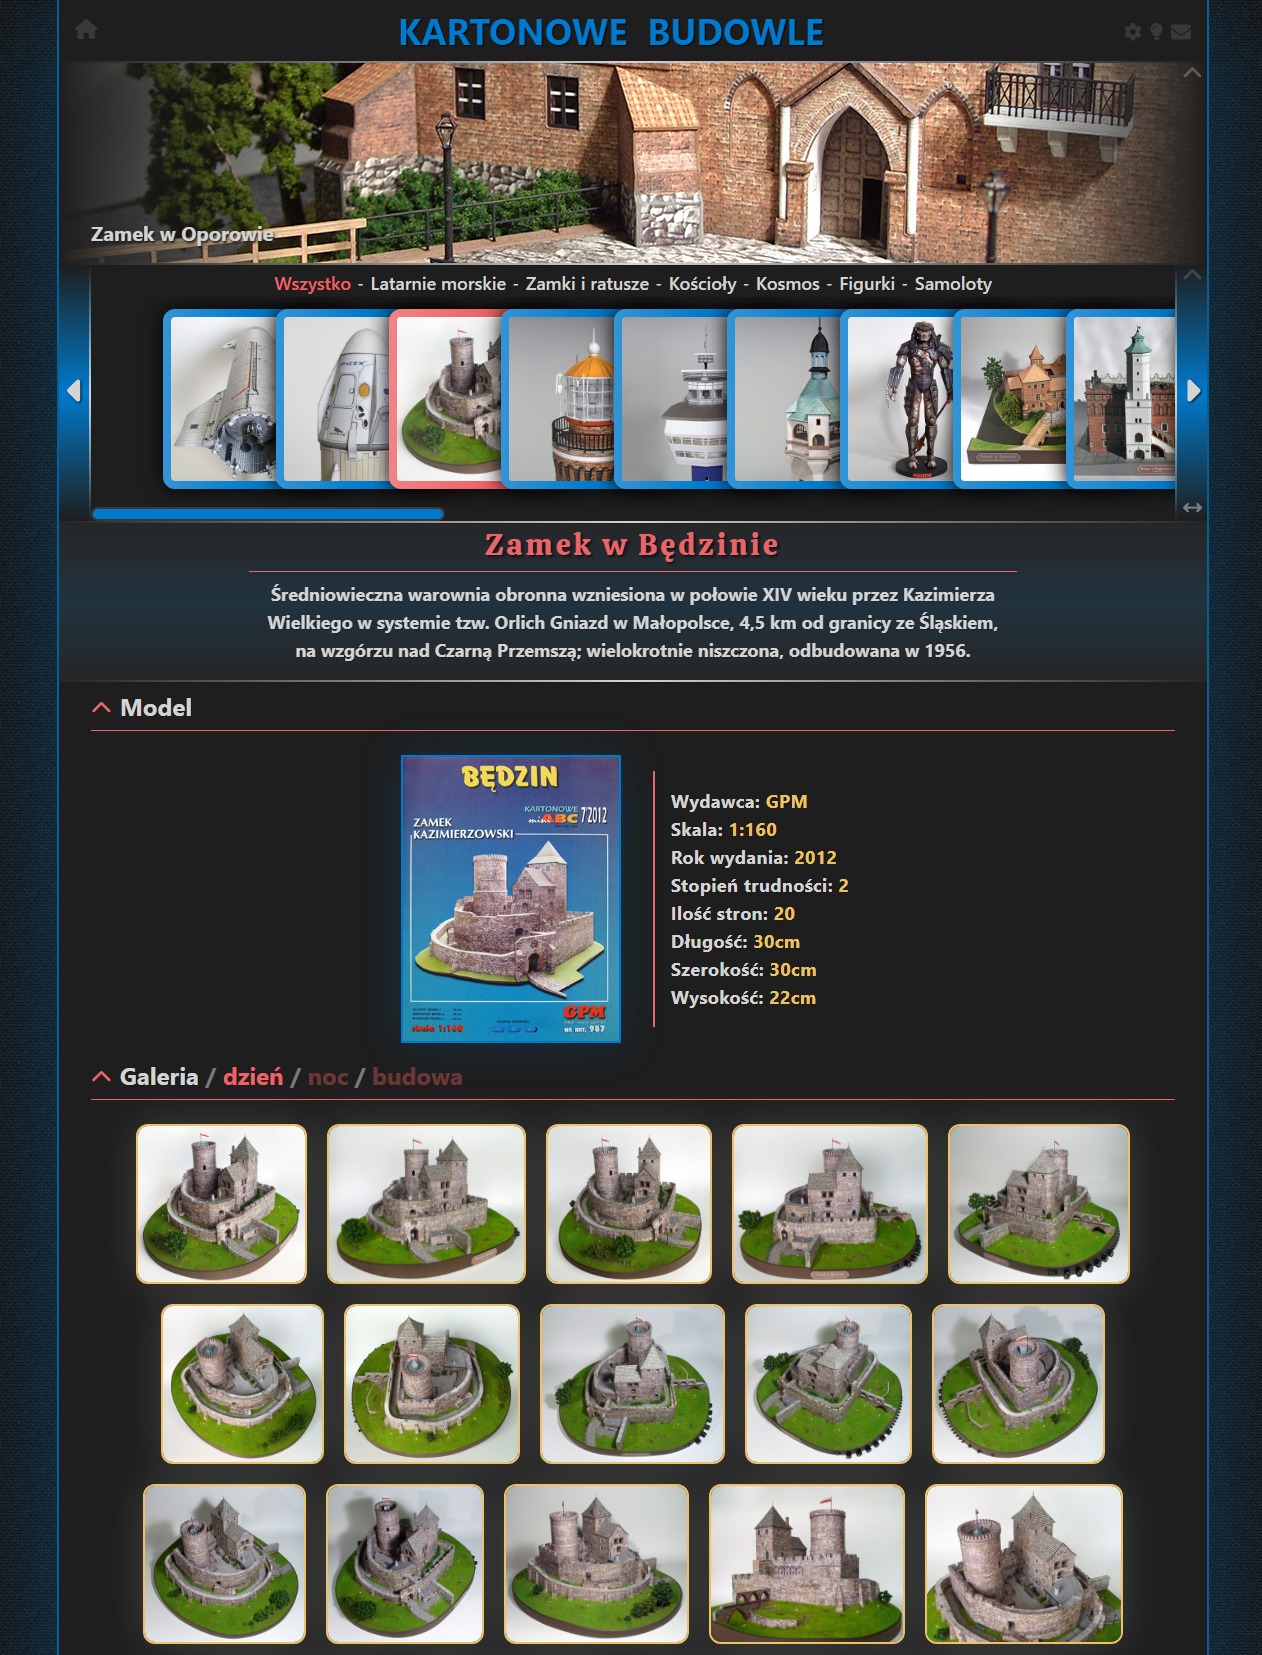 KARTONOWE BUDOWLE
Zamek w Oporowie
Wszystko - Latarnie morskie - Zamki i ratusze - Kościoły - Kosmos - Figurki - Samoloty
Zamek w Będzinie
Średniowieczna warownia obronna wzniesiona w połowie XIV wieku przez Kazimierza
Wielkiego w systemie tzw. Orlich Gniazd w Małopolsce, 4,5 km od granicy ze Śląskiem,
na wzgórzu nad Czarną Przemszą; wielokrotnie niszczona, odbudowana w 1956.
Model
BĘDZIN
KARTONOWE
mini ABC 7'2012
ZAMEK
KAZIMIERZOWSKI
GPM
skala 1:160
NR KAT. 987
Wydawca: GPM
Skala: 1:160
Rok wydania: 2012
Stopień trudności: 2
Ilość stron: 20
Długość: 30cm
Szerokość: 30cm
Wysokość: 22cm
Galeria / dzień / noc / budowa